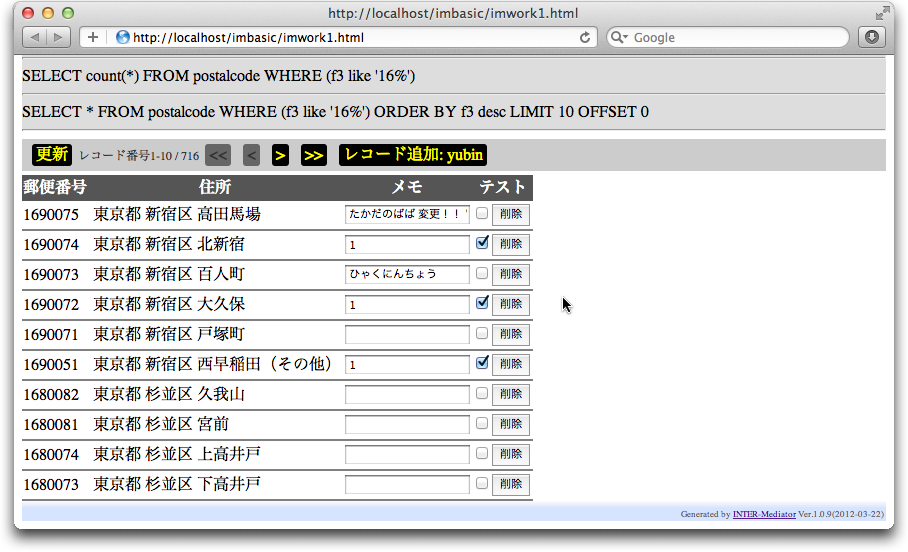 http://localhost/imbasic/imwork1.html
http://localhost/imbasic/imwork1.html Google
SELECT count(*) FROM postalcode WHERE (f3 like '16%')
SELECT * FROM postalcode WHERE (f3 like '16%') ORDER BY f3 desc LIMIT 10 OFFSET 0
更新 レコード番号1-10 / 716 << < > >> レコード追加: yubin
郵便番号 住所 メモ テスト
1690075 東京都 新宿区 高田馬場 たかだのばば 変更！！ 削除
1690074 東京都 新宿区 北新宿 1 削除
1690073 東京都 新宿区 百人町 ひゃくにんちょう 削除
1690072 東京都 新宿区 大久保 1 削除
1690071 東京都 新宿区 戸塚町 削除
1690051 東京都 新宿区 西早稲田（その他） 1 削除
1680082 東京都 杉並区 久我山 削除
1680081 東京都 杉並区 宮前 削除
1680074 東京都 杉並区 上高井戸 削除
1680073 東京都 杉並区 下高井戸 削除
Generated by INTER-Mediator Ver.1.0.9(2012-03-22)